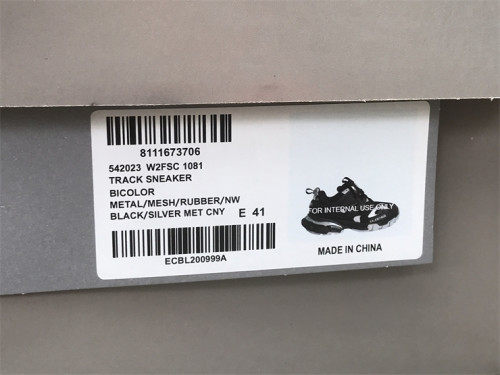 8111673706
542023 W2FSC 1081
TRACK SNEAKER
BICOLOR
METAL/MESH/RUBBER/NW
BLACK/SILVER MET CNY E 41
ECBL200999A
FOR INTERNAL USE ONLY
MADE IN CHINA